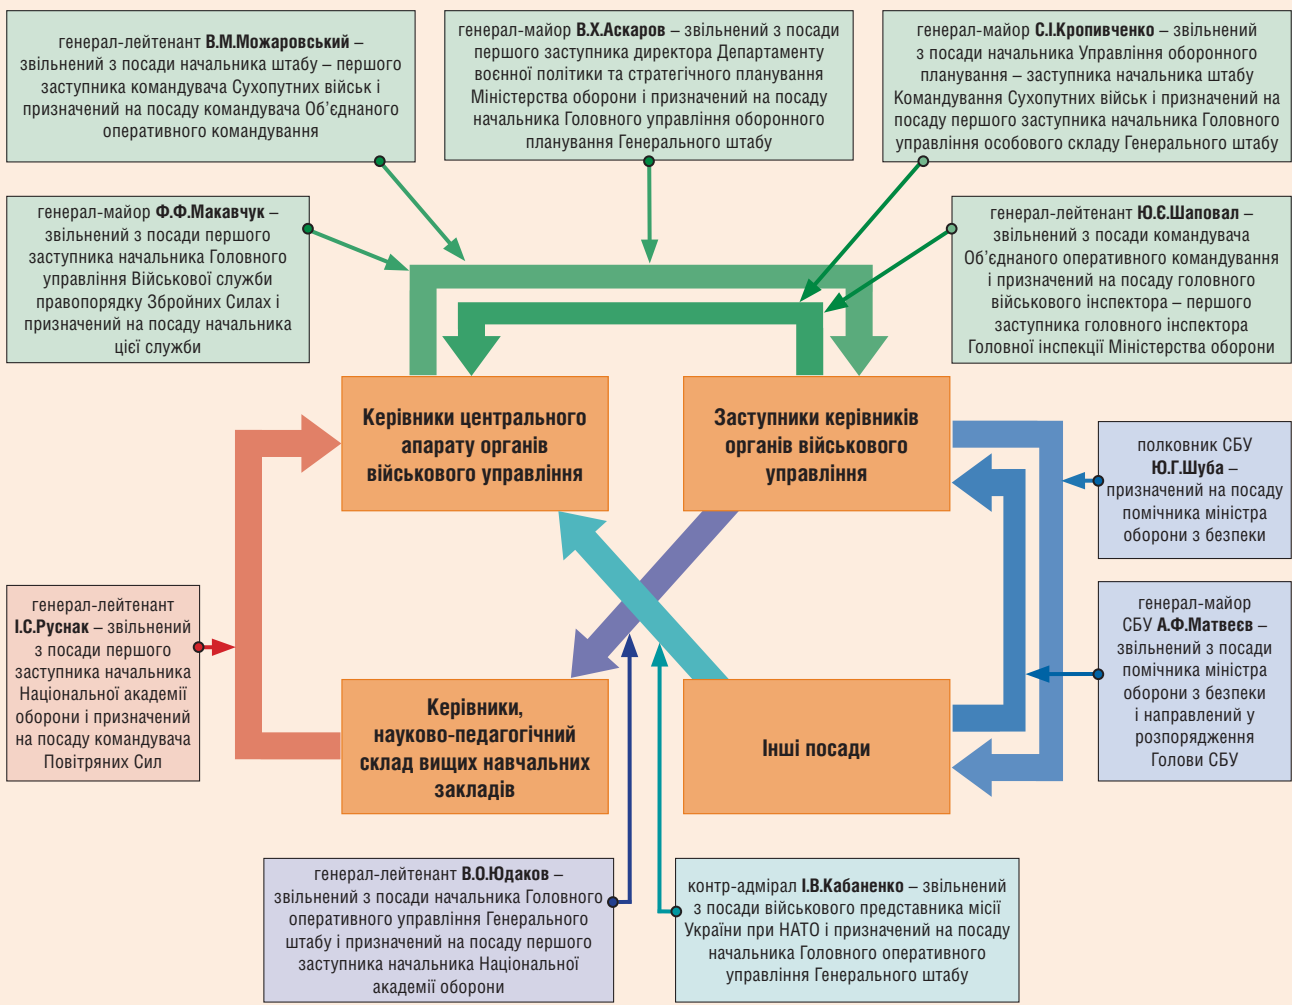 генерал-лейтенант В.М.Можаровський –
звільнений з посади начальника штабу – першого
заступника командувача Сухопутних військ і
призначений на посаду командувача Об’єднаного
оперативного командування
генерал-майор В.Х.Аскаров – звільнений з посади
першого заступника директора Департаменту
воєнної політики та стратегічного планування
Міністерства оборони і призначений на посаду
начальника Головного управління оборонного
планування Генерального штабу
генерал-майор С.І.Кропивченко – звільнений
з посади начальника Управління оборонного
планування – заступника начальника штабу
Командування Сухопутних військ і призначений на
посаду першого заступника начальника Головного
управління особового складу Генерального штабу
генерал-майор Ф.Ф.Макавчук –
звільнений з посади першого
заступника начальника Головного
управління Військової служби
правопорядку Збройних Силах і
призначений на посаду начальника
цієї служби
генерал-лейтенант Ю.Є.Шаповал –
звільнений з посади командувача
Об’єднаного оперативного командування
і призначений на посаду головного
військового інспектора – першого
заступника головного інспектора
Головної інспекції Міністерства оборони
Керівники центрального
апарату органів
військового управління
Заступники керівників
органів військового
управління
полковник СБУ
Ю.Г.Шуба –
призначений на посаду
помічника міністра
оборони з безпеки
генерал-лейтенант
І.С.Руснак – звільнений
з посади першого
заступника начальника
Національної академії
оборони і призначений
на посаду командувача
Повітряних Сил
генерал-майор
СБУ А.Ф.Матвеєв –
звільнений з посади
помічника міністра
оборони з безпеки
і направлений у
розпорядження
Голови СБУ
Керівники,
науково-педагогічний
склад вищих навчальних
закладів
Інші посади
генерал-лейтенант В.О.Юдаков –
звільнений з посади начальника Головного
оперативного управління Генерального
штабу і призначений на посаду першого
заступника начальника Національної
академії оборони
контр-адмірал І.В.Кабаненко – звільнений
з посади військового представника місії
України при НАТО і призначений на посаду
начальника Головного оперативного
управління Генерального штабу